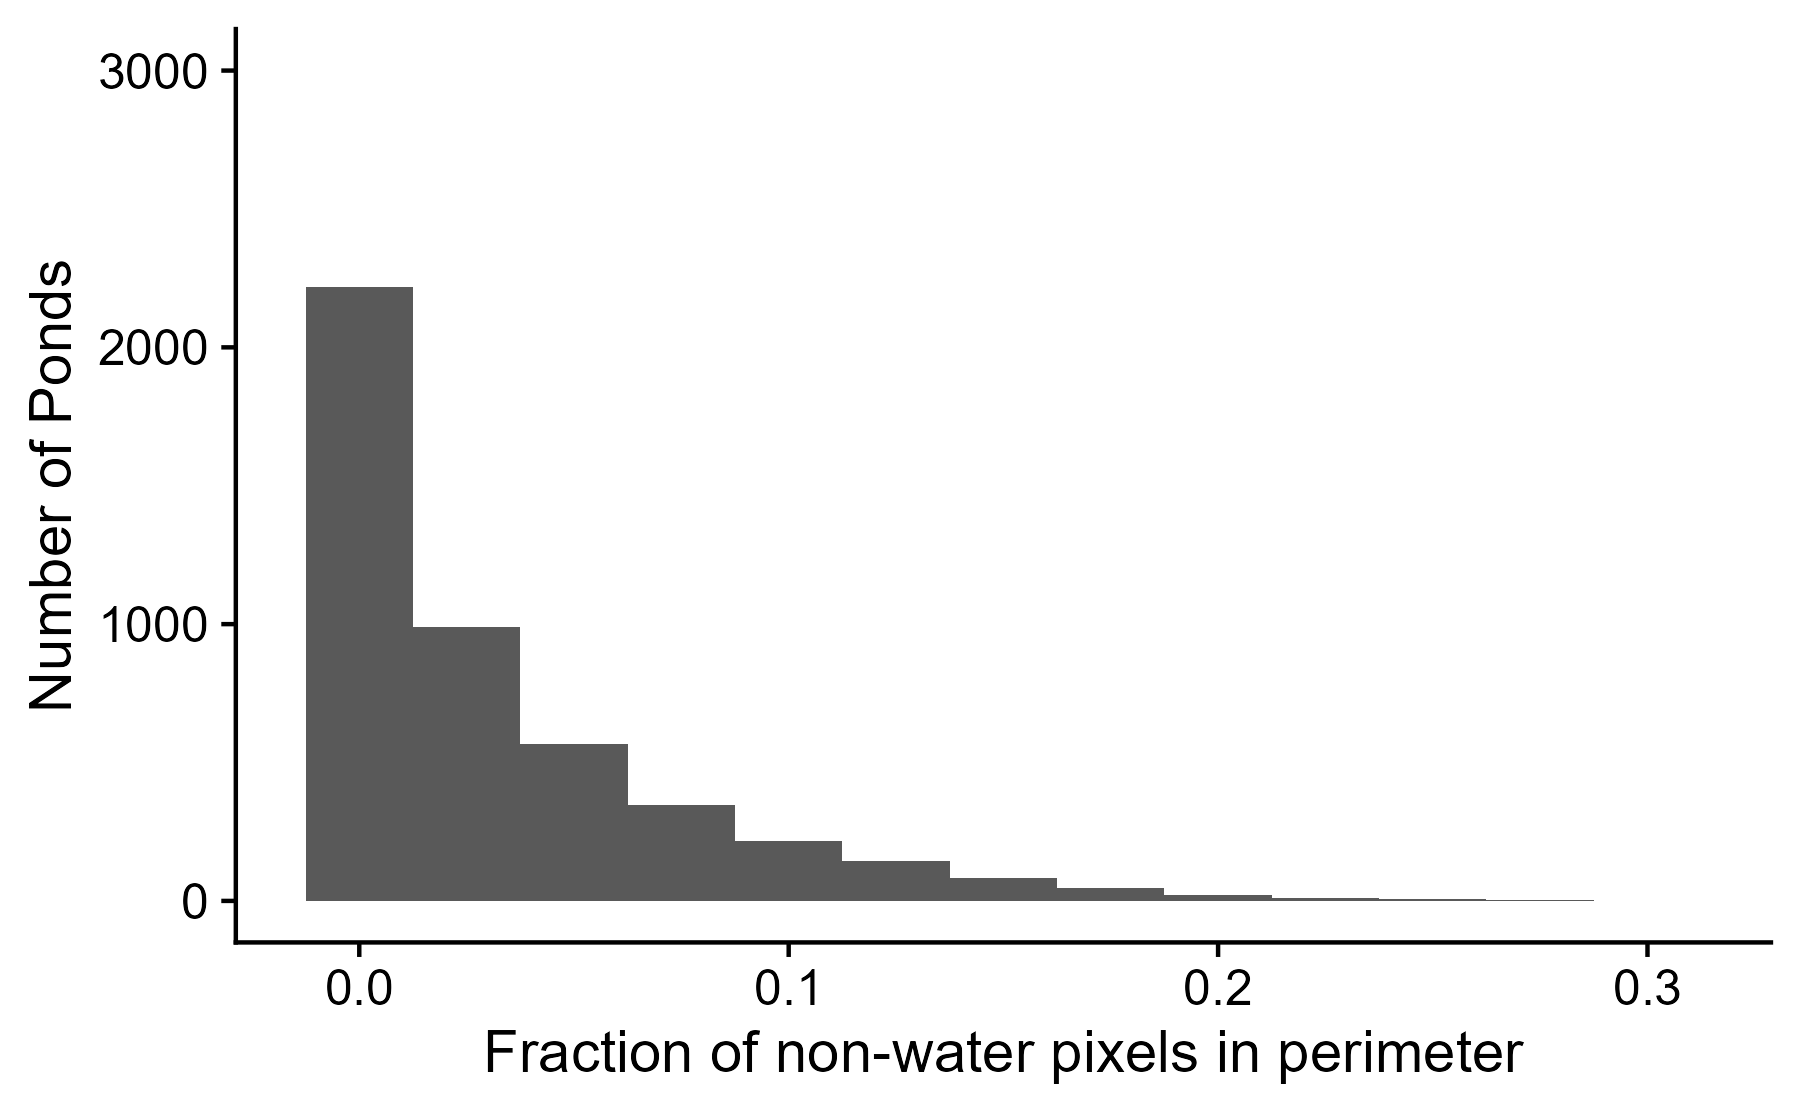 Number of Ponds
3000
2000
1000
0
0.0 0.1 0.2 0.3
Fraction of non-water pixels in perimeter